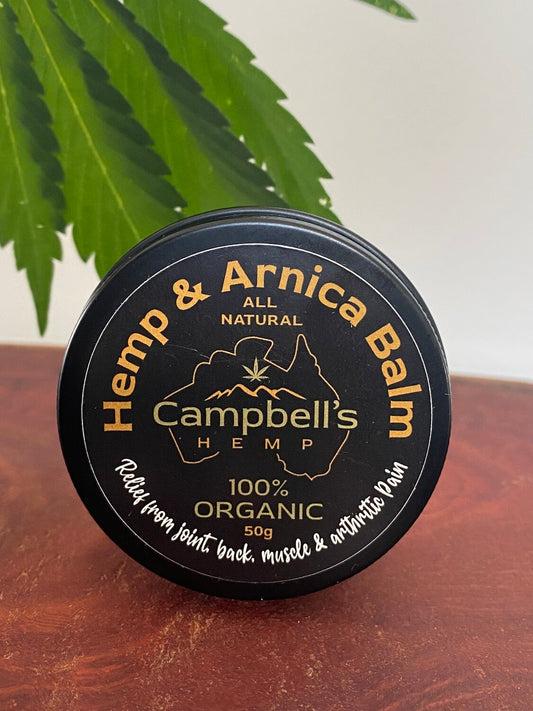 Hemp & Arnica Balm
ALL
NATURAL
Campbell's
HEMP
100%
ORGANIC
50g
Relief from joint, back, muscle & arthritic Pain